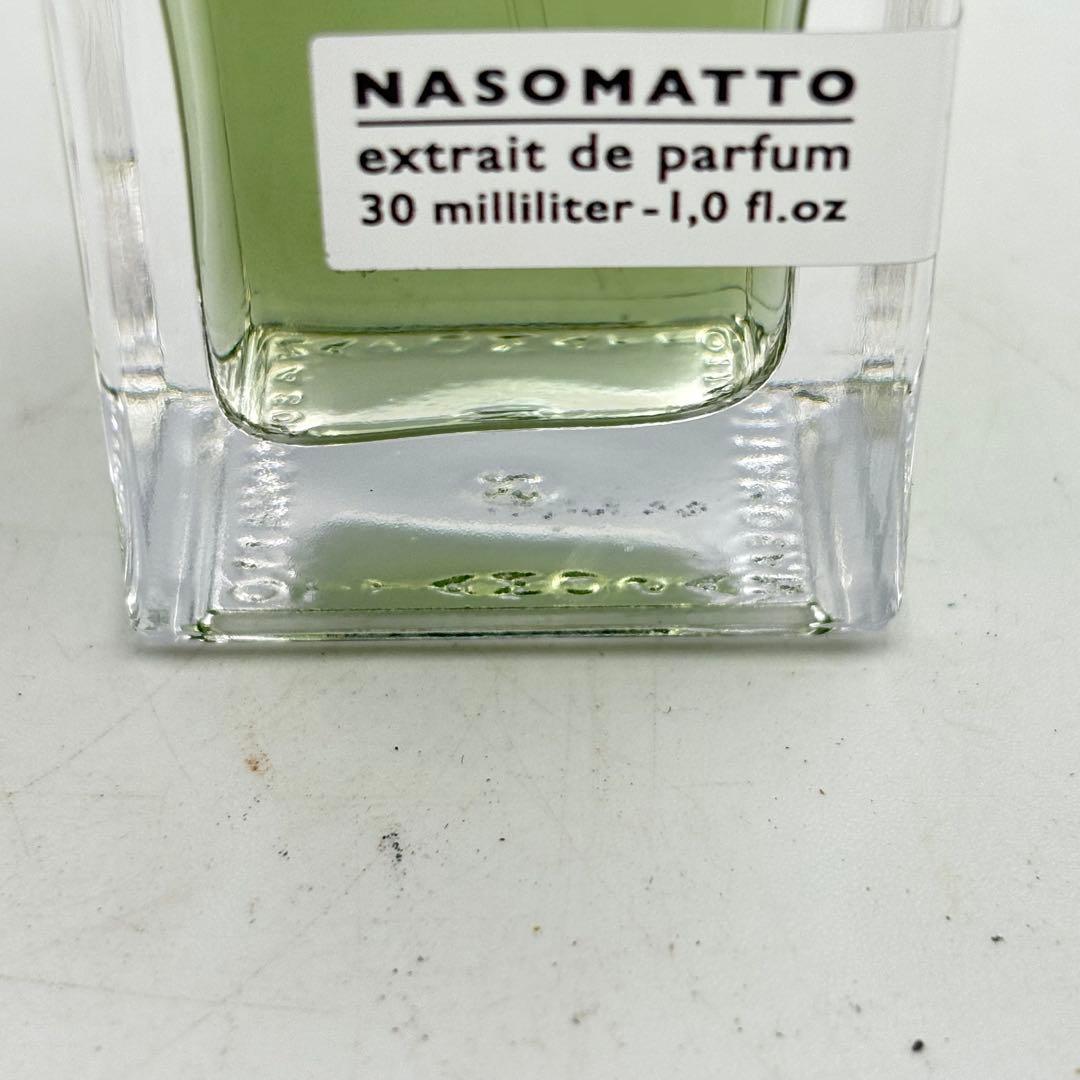 NASOMATTO
extrait de parfum
30 milliliter-1,0 fl.oz